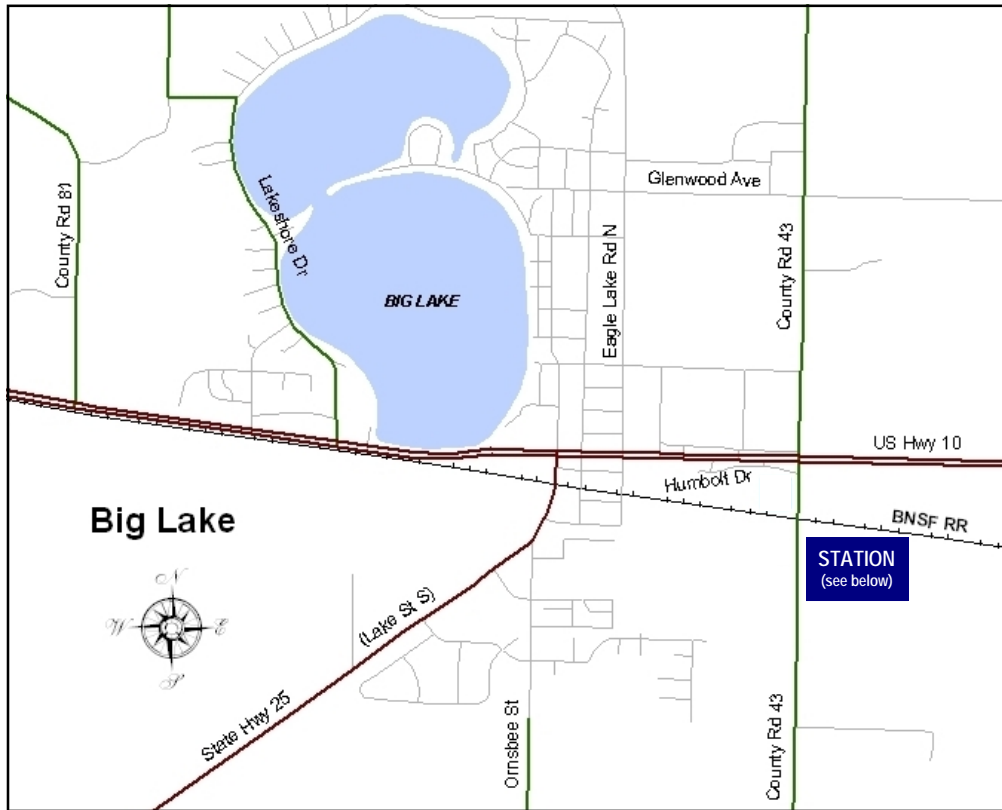 Glenwood Ave
County Rd 81
Lakeshore Dr
Eagle Lake Rd N
County Rd 43
BIG LAKE
US Hwy 10
Humbolt Dr
BNSF RR
Big Lake
STATION
(see below)
N
W
E
S
(Lake St S)
State Hwy 25
Ormsbee St
County Rd 43